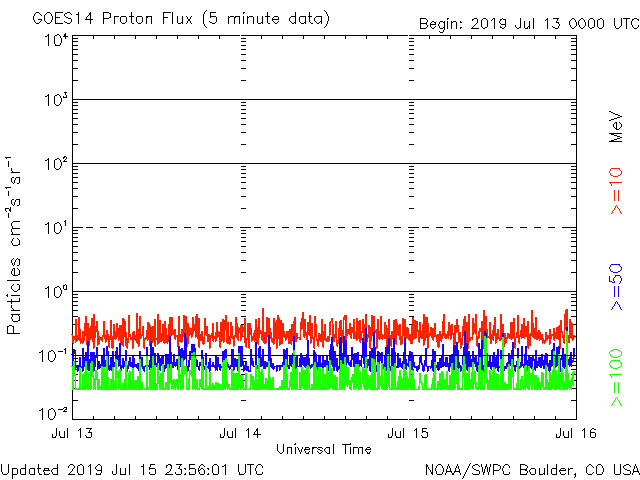 GOES14 Proton Flux (5 minute data)
Begin: 2019 Jul 13 0000 UTC
10⁴
10³
10²
10¹
10⁰
10⁻¹
10⁻²
Particles cm⁻²s⁻¹sr⁻¹
MeV
>=10
>=50
>=100
Jul 13
Jul 14
Jul 15
Jul 16
Universal Time
Updated 2019 Jul 15 23:56:01 UTC
NOAA/SWPC Boulder, CO USA